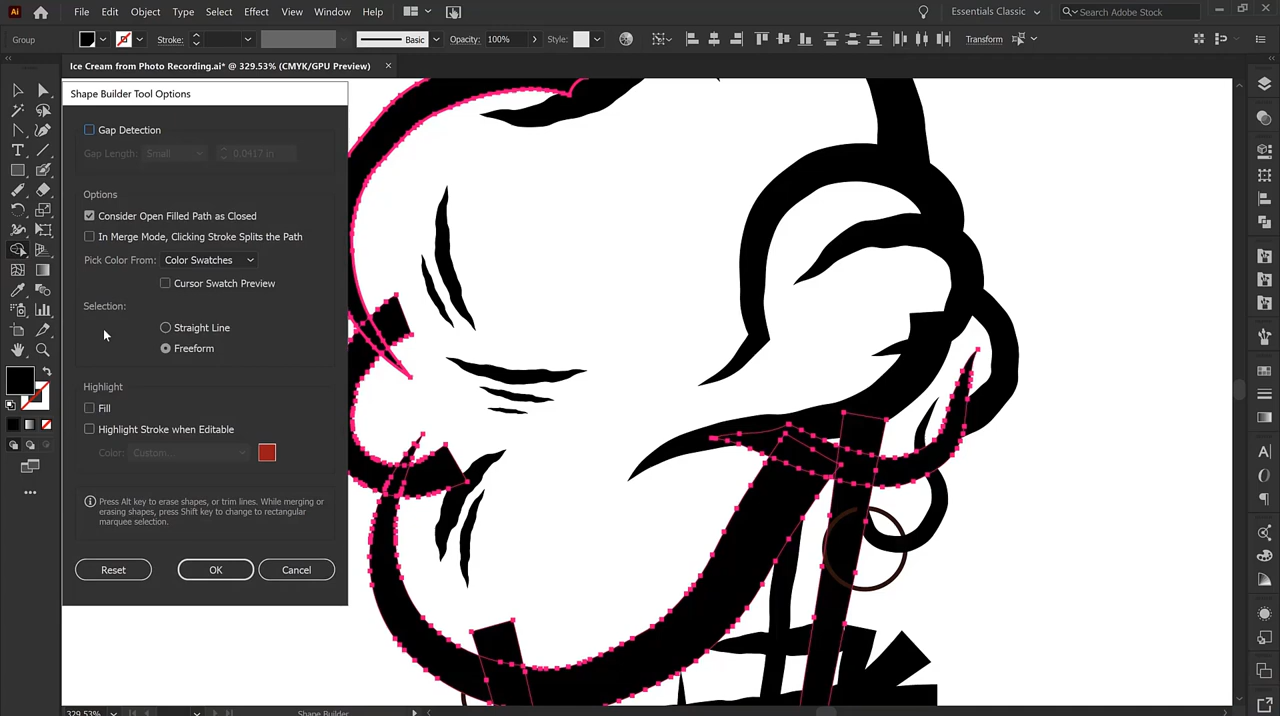 Ai File Edit Object Type Select Effect View Window Help Essentials Classic Search Adobe Stock
Group Stroke: Basic Opacity: 100% Style: Transform
Ice Cream from Photo Recording.ai* @ 329.53% (CMYK/GPU Preview) ×
Shape Builder Tool Options
Gap Detection
Gap Length: Small 0.0417 in
Options
Consider Open Filled Path as Closed
In Merge Mode, Clicking Stroke Splits the Path
Pick Color From: Color Swatches
Cursor Swatch Preview
Selection:
Straight Line
Freeform
Highlight
Fill
Highlight Stroke when Editable
Color: Custom...
Press Alt key to erase shapes, or trim lines. While merging or
erasing shapes, press Shift key to change to rectangular
marquee selection.
Reset OK Cancel
329.53% Shape Builder